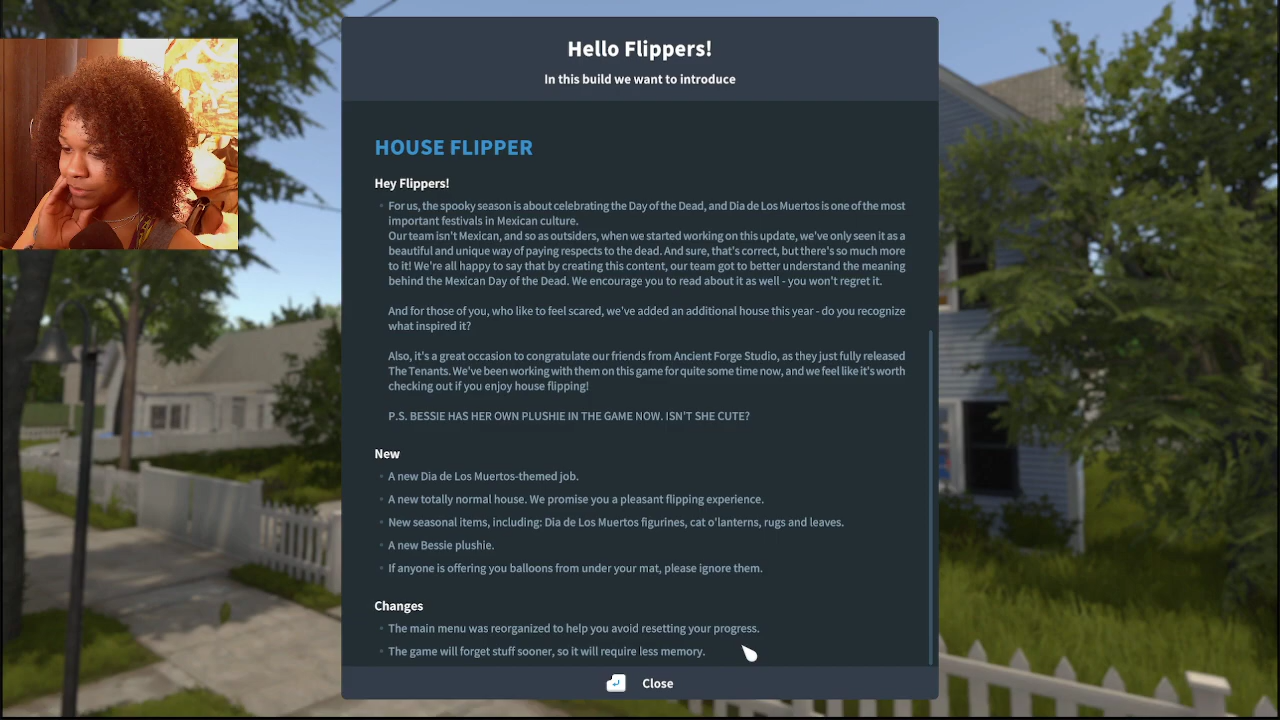 Hello Flippers!
In this build we want to introduce
HOUSE FLIPPER
Hey Flippers!
For us, the spooky season is about celebrating the Day of the Dead, and Dia de Los Muertos is one of the most
important festivals in Mexican culture.
Our team isn't Mexican, and so as outsiders, when we started working on this update, we've only seen it as a
beautiful and unique way of paying respects to the dead. And sure, that's correct, but there's so much more
to it! We're all happy to say that by creating this content, our team got to better understand the meaning
behind the Mexican Day of the Dead. We encourage you to read about it as well - you won't regret it.
And for those of you, who like to feel scared, we've added an additional house this year - do you recognize
what inspired it?
Also, it's a great occasion to congratulate our friends from Ancient Forge Studio, as they just fully released
The Tenants. We've been working with them on this game for quite some time now, and we feel like it's worth
checking out if you enjoy house flipping!
P.S. BESSIE HAS HER OWN PLUSHIE IN THE GAME NOW. ISN'T SHE CUTE?
New
• A new Dia de Los Muertos-themed job.
• A new totally normal house. We promise you a pleasant flipping experience.
• New seasonal items, including: Dia de Los Muertos figurines, cat o'lanterns, rugs and leaves.
• A new Bessie plushie.
• If anyone is offering you balloons from under your mat, please ignore them.
Changes
• The main menu was reorganized to help you avoid resetting your progress.
• The game will forget stuff sooner, so it will require less memory.
Close